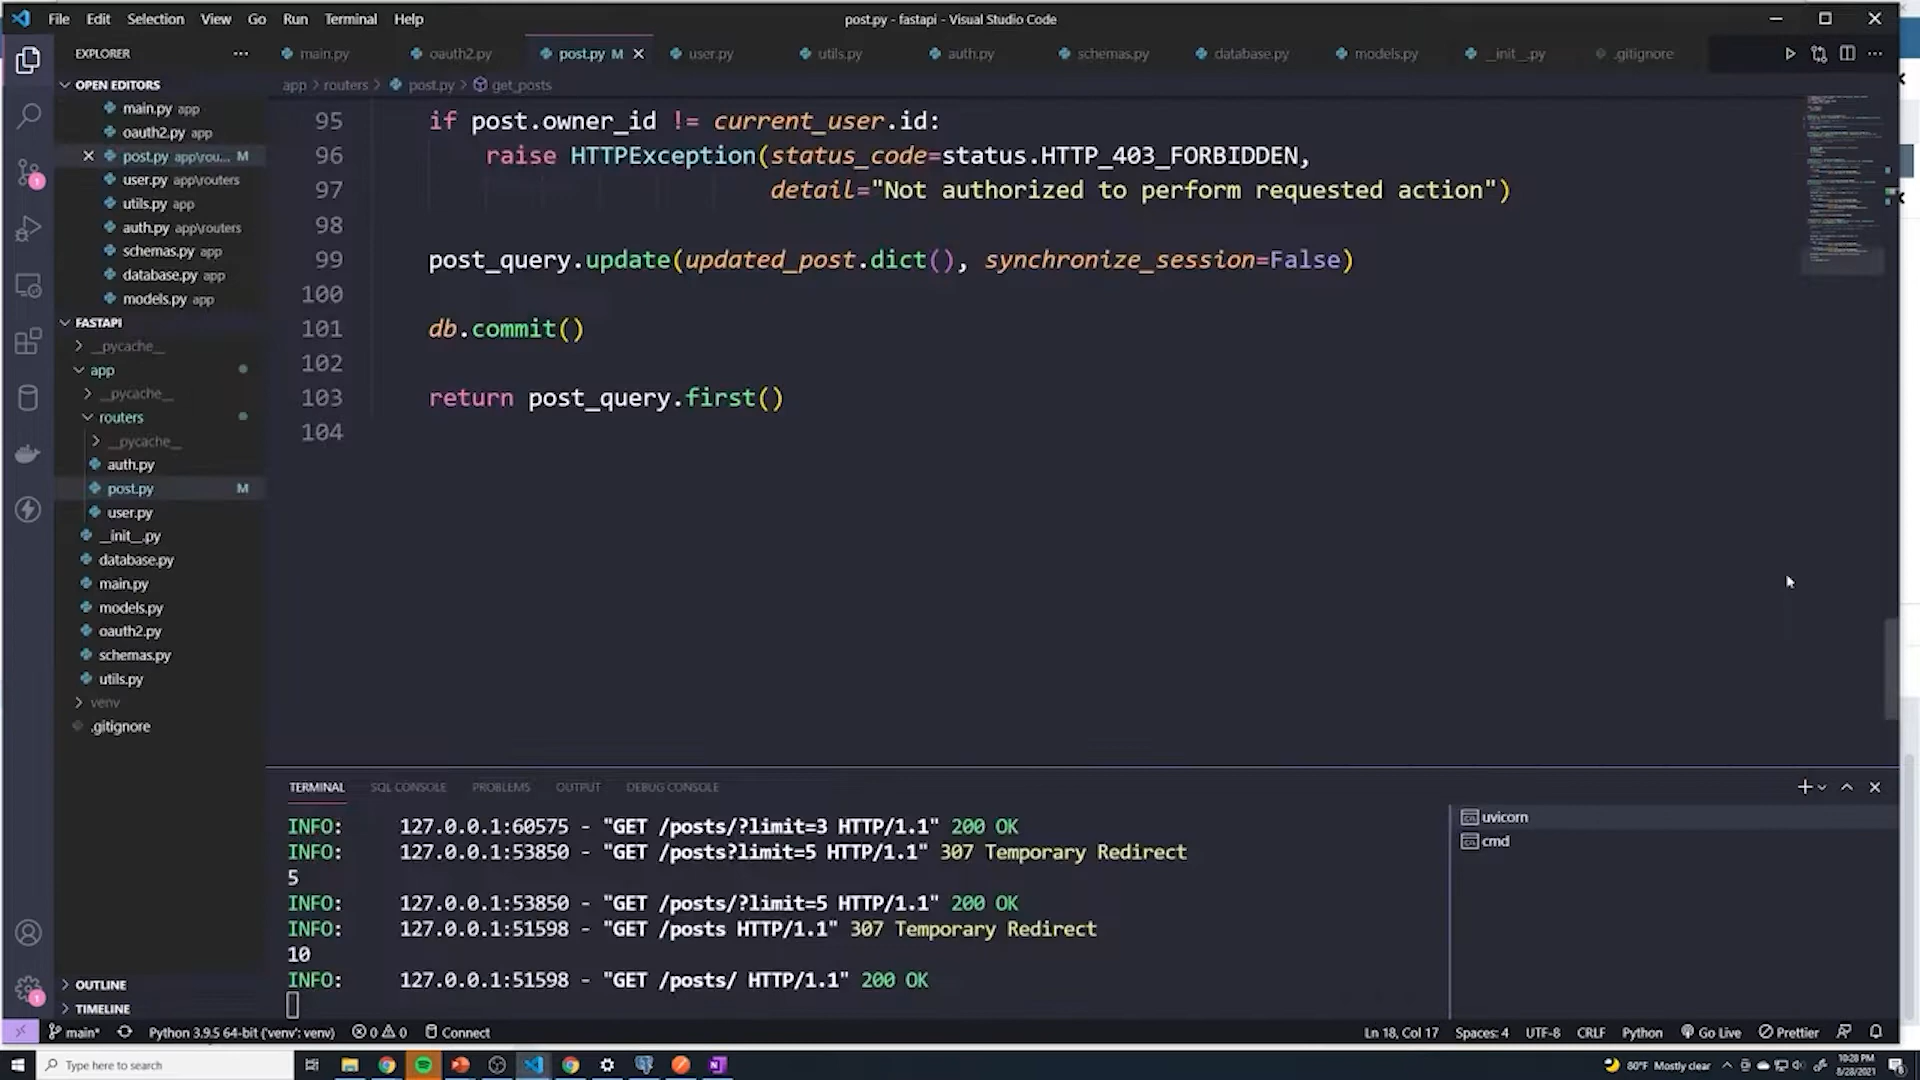 File Edit Selection View Go Run Terminal Help
post.py - fastapi - Visual Studio Code
EXPLORER
main.py
oauth2.py
post.py M
user.py
utils.py
auth.py
schemas.py
database.py
models.py
__init__.py
.gitignore
OPEN EDITORS
main.py app
oauth2.py app
post.py app\rou... M
user.py app\routers
utils.py app
auth.py app\routers
schemas.py app
database.py app
models.py app
FASTAPI
__pycache__
app
__pycache__
routers
__pycache__
auth.py
post.py M
user.py
__init__.py
database.py
main.py
models.py
oauth2.py
schemas.py
utils.py
venv
.gitignore
OUTLINE
TIMELINE
app > routers > post.py > get_posts
95 if post.owner_id != current_user.id:
96 raise HTTPException(status_code=status.HTTP_403_FORBIDDEN,
97 detail="Not authorized to perform requested action")
98
99 post_query.update(updated_post.dict(), synchronize_session=False)
100
101 db.commit()
102
103 return post_query.first()
104
TERMINAL SQL CONSOLE PROBLEMS OUTPUT DEBUG CONSOLE
INFO: 127.0.0.1:60575 - "GET /posts/?limit=3 HTTP/1.1" 200 OK
INFO: 127.0.0.1:53850 - "GET /posts?limit=5 HTTP/1.1" 307 Temporary Redirect
5
INFO: 127.0.0.1:53850 - "GET /posts/?limit=5 HTTP/1.1" 200 OK
INFO: 127.0.0.1:51598 - "GET /posts HTTP/1.1" 307 Temporary Redirect
10
INFO: 127.0.0.1:51598 - "GET /posts/ HTTP/1.1" 200 OK
uvicorn
cmd
main* Python 3.9.5 64-bit ('venv': venv) 0 0 Connect
Ln 18, Col 17 Spaces: 4 UTF-8 CRLF Python Go Live Prettier
Type here to search
80°F Mostly clear
10:28 PM
8/28/2021